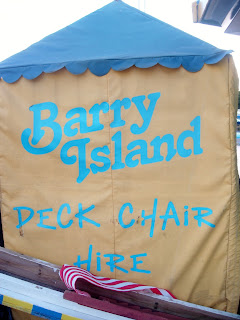 Barry
Island
DECK CHAiR
HiRE